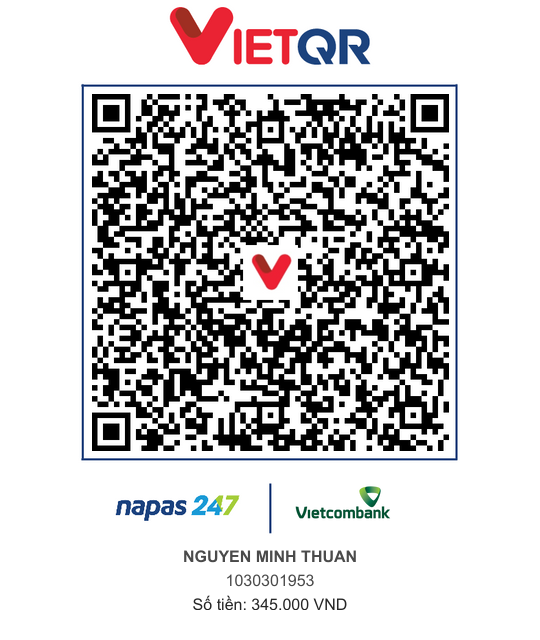 VIETQR
napas 247
Vietcombank
NGUYEN MINH THUAN
1030301953
Số tiền: 345.000 VND